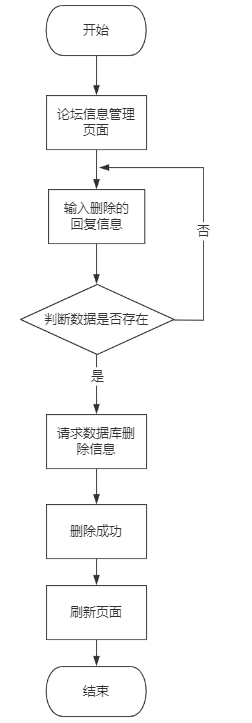 开始
论坛信息管理
页面
输入删除的
回复信息
否
判断数据是否存在
是
请求数据库删
除信息
删除成功
刷新页面
结束